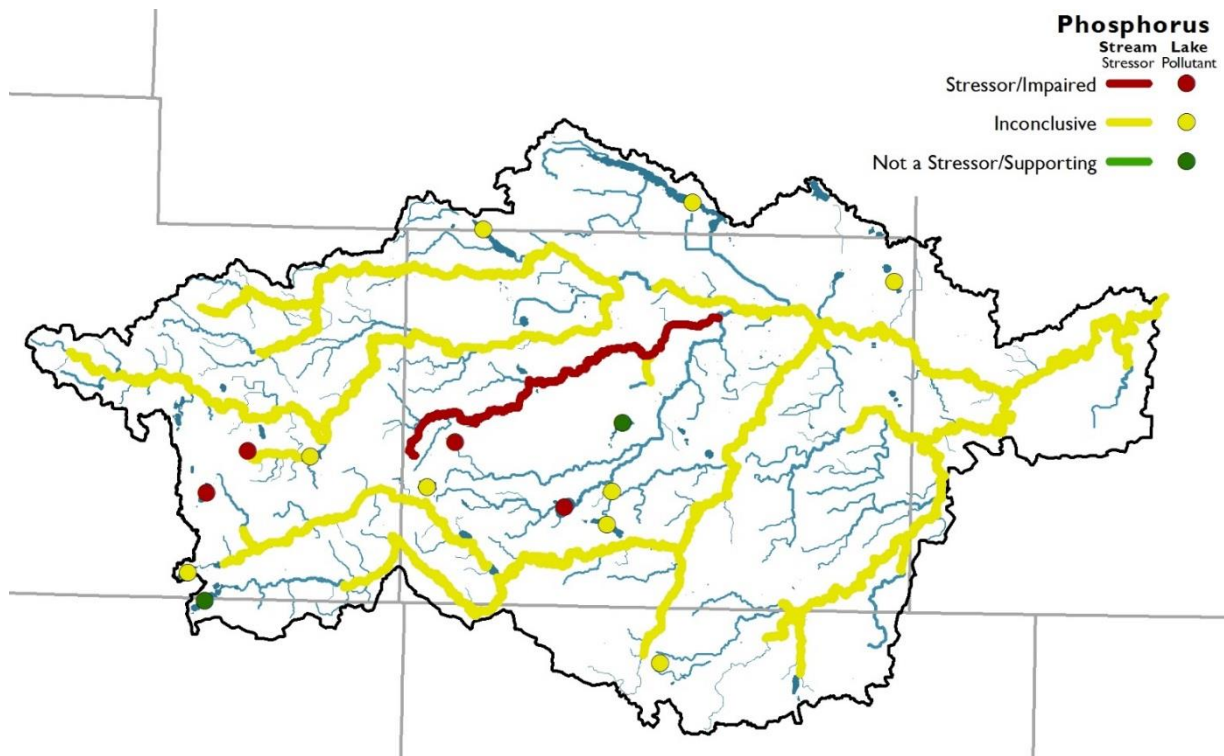 Phosphorus
Stream Lake
Stressor Pollutant
Stressor/Impaired
Inconclusive
Not a Stressor/Supporting